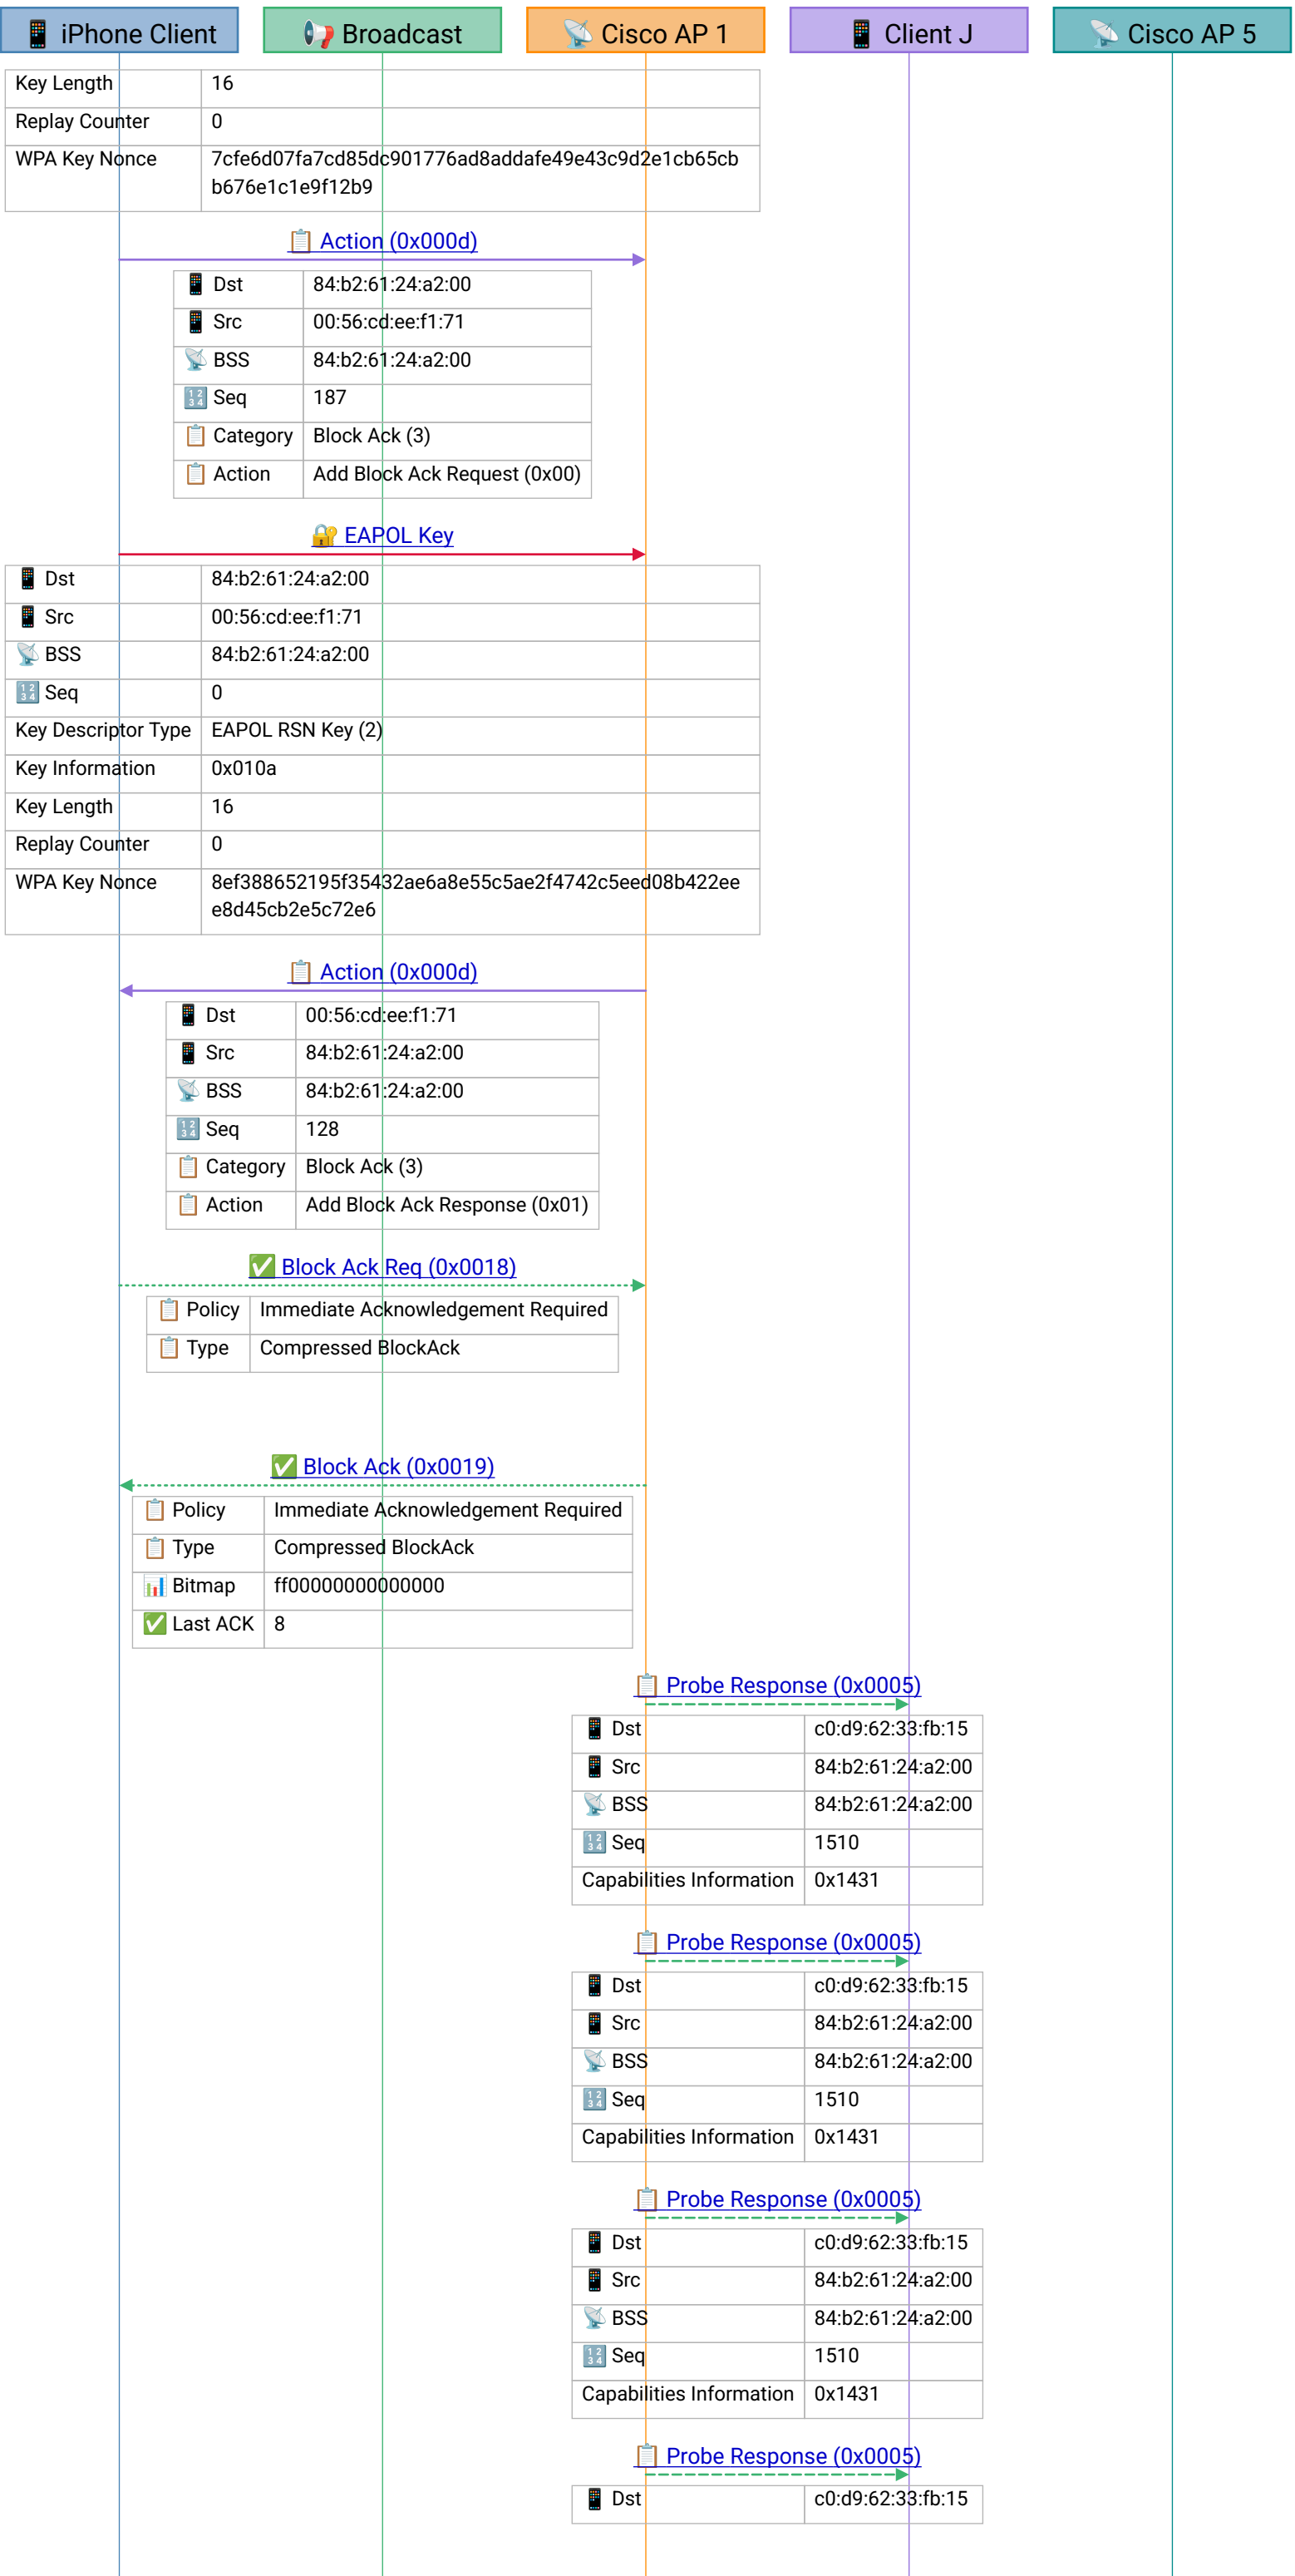 iPhone Client
Broadcast
Cisco AP 1
Client J
Cisco AP 5
Key Length 16
Replay Counter 0
WPA Key Nonce 7cfe6d07fa7cd85dc901776ad8addafe49e43c9d2e1cb65cb
b676e1c1e9f12b9
Action (0x000d)
Dst 84:b2:61:24:a2:00
Src 00:56:cd:ee:f1:71
BSS 84:b2:61:24:a2:00
Seq 187
Category Block Ack (3)
Action Add Block Ack Request (0x00)
EAPOL Key
Dst 84:b2:61:24:a2:00
Src 00:56:cd:ee:f1:71
BSS 84:b2:61:24:a2:00
Seq 0
Key Descriptor Type EAPOL RSN Key (2)
Key Information 0x010a
Key Length 16
Replay Counter 0
WPA Key Nonce 8ef388652195f35432ae6a8e55c5ae2f4742c5eed08b422ee
e8d45cb2e5c72e6
Action (0x000d)
Dst 00:56:cd:ee:f1:71
Src 84:b2:61:24:a2:00
BSS 84:b2:61:24:a2:00
Seq 128
Category Block Ack (3)
Action Add Block Ack Response (0x01)
Block Ack Req (0x0018)
Policy Immediate Acknowledgement Required
Type Compressed BlockAck
Block Ack (0x0019)
Policy Immediate Acknowledgement Required
Type Compressed BlockAck
Bitmap ff00000000000000
Last ACK 8
Probe Response (0x0005)
Dst c0:d9:62:33:fb:15
Src 84:b2:61:24:a2:00
BSS 84:b2:61:24:a2:00
Seq 1510
Capabilities Information 0x1431
Probe Response (0x0005)
Dst c0:d9:62:33:fb:15
Src 84:b2:61:24:a2:00
BSS 84:b2:61:24:a2:00
Seq 1510
Capabilities Information 0x1431
Probe Response (0x0005)
Dst c0:d9:62:33:fb:15
Src 84:b2:61:24:a2:00
BSS 84:b2:61:24:a2:00
Seq 1510
Capabilities Information 0x1431
Probe Response (0x0005)
Dst c0:d9:62:33:fb:15